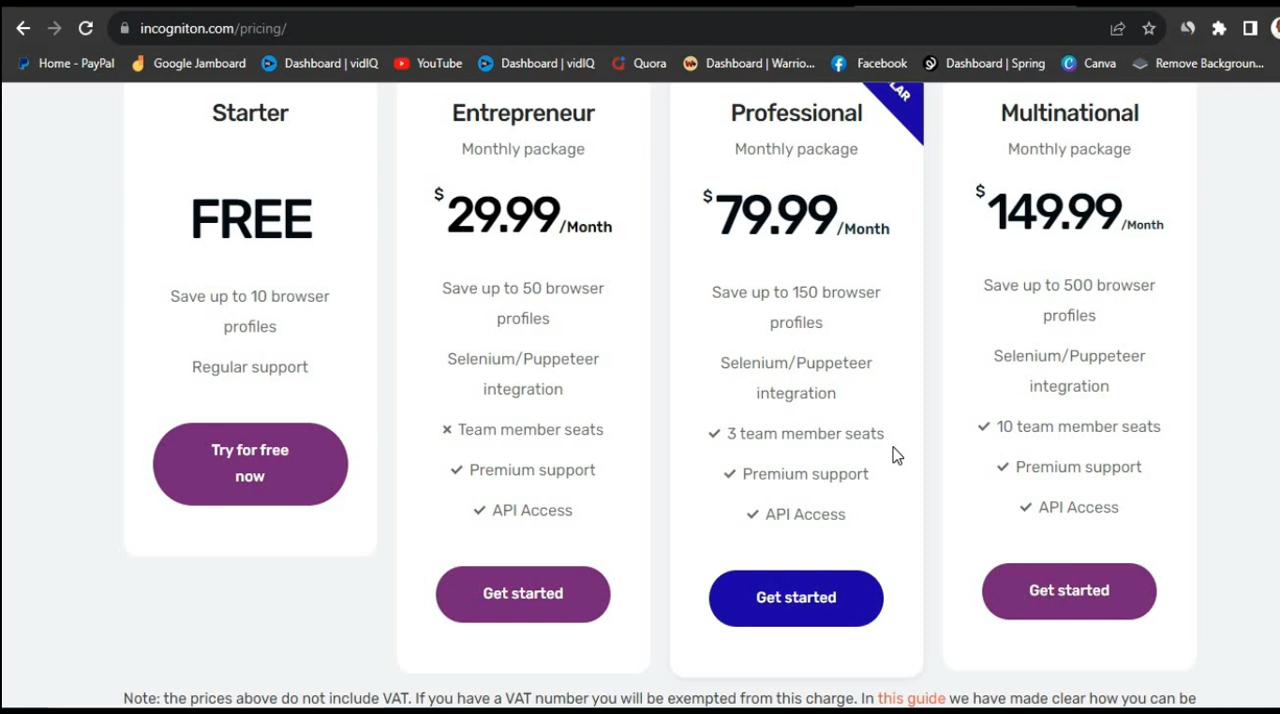 incogniton.com/pricing/
Home - PayPal
Google Jamboard
Dashboard | vidIQ
YouTube
Dashboard | vidIQ
Quora
Dashboard | Warrio...
Facebook
Dashboard | Spring
Canva
Remove Backgroun...
Starter
FREE
Save up to 10 browser
profiles
Regular support
Try for free
now
Entrepreneur
Monthly package
$29.99/Month
Save up to 50 browser
profiles
Selenium/Puppeteer
integration
× Team member seats
✓ Premium support
✓ API Access
Get started
LAR
Professional
Monthly package
$79.99/Month
Save up to 150 browser
profiles
Selenium/Puppeteer
integration
✓ 3 team member seats
✓ Premium support
✓ API Access
Get started
Multinational
Monthly package
$149.99/Month
Save up to 500 browser
profiles
Selenium/Puppeteer
integration
✓ 10 team member seats
✓ Premium support
✓ API Access
Get started
Note: the prices above do not include VAT. If you have a VAT number you will be exempted from this charge. In this guide we have made clear how you can be